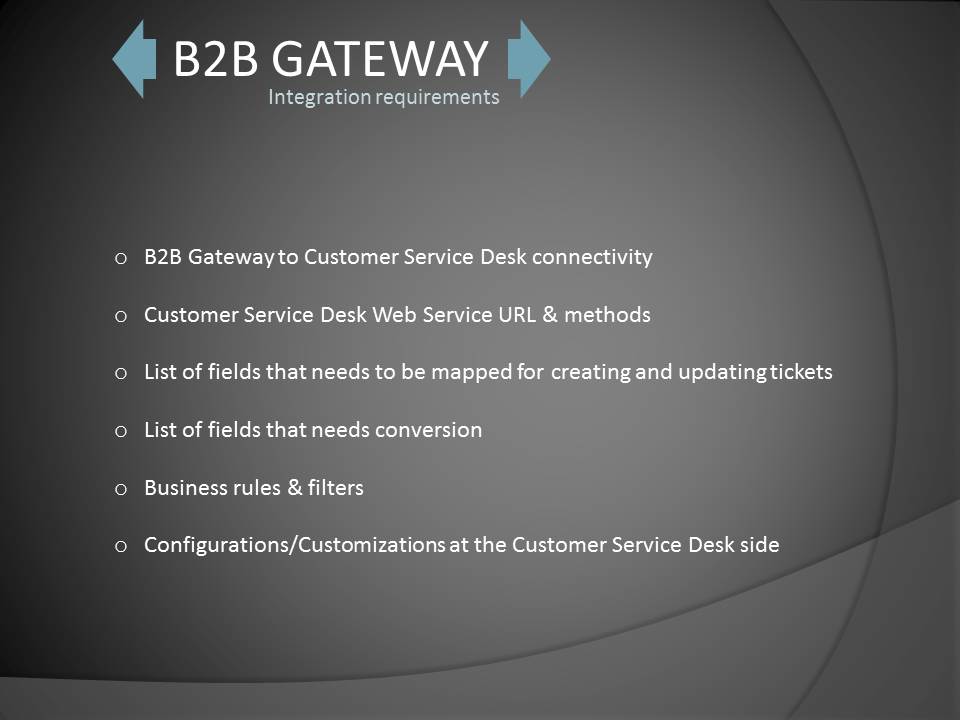 B2B GATEWAY
Integration requirements
o B2B Gateway to Customer Service Desk connectivity
o Customer Service Desk Web Service URL & methods
o List of fields that needs to be mapped for creating and updating tickets
o List of fields that needs conversion
o Business rules & filters
o Configurations/Customizations at the Customer Service Desk side